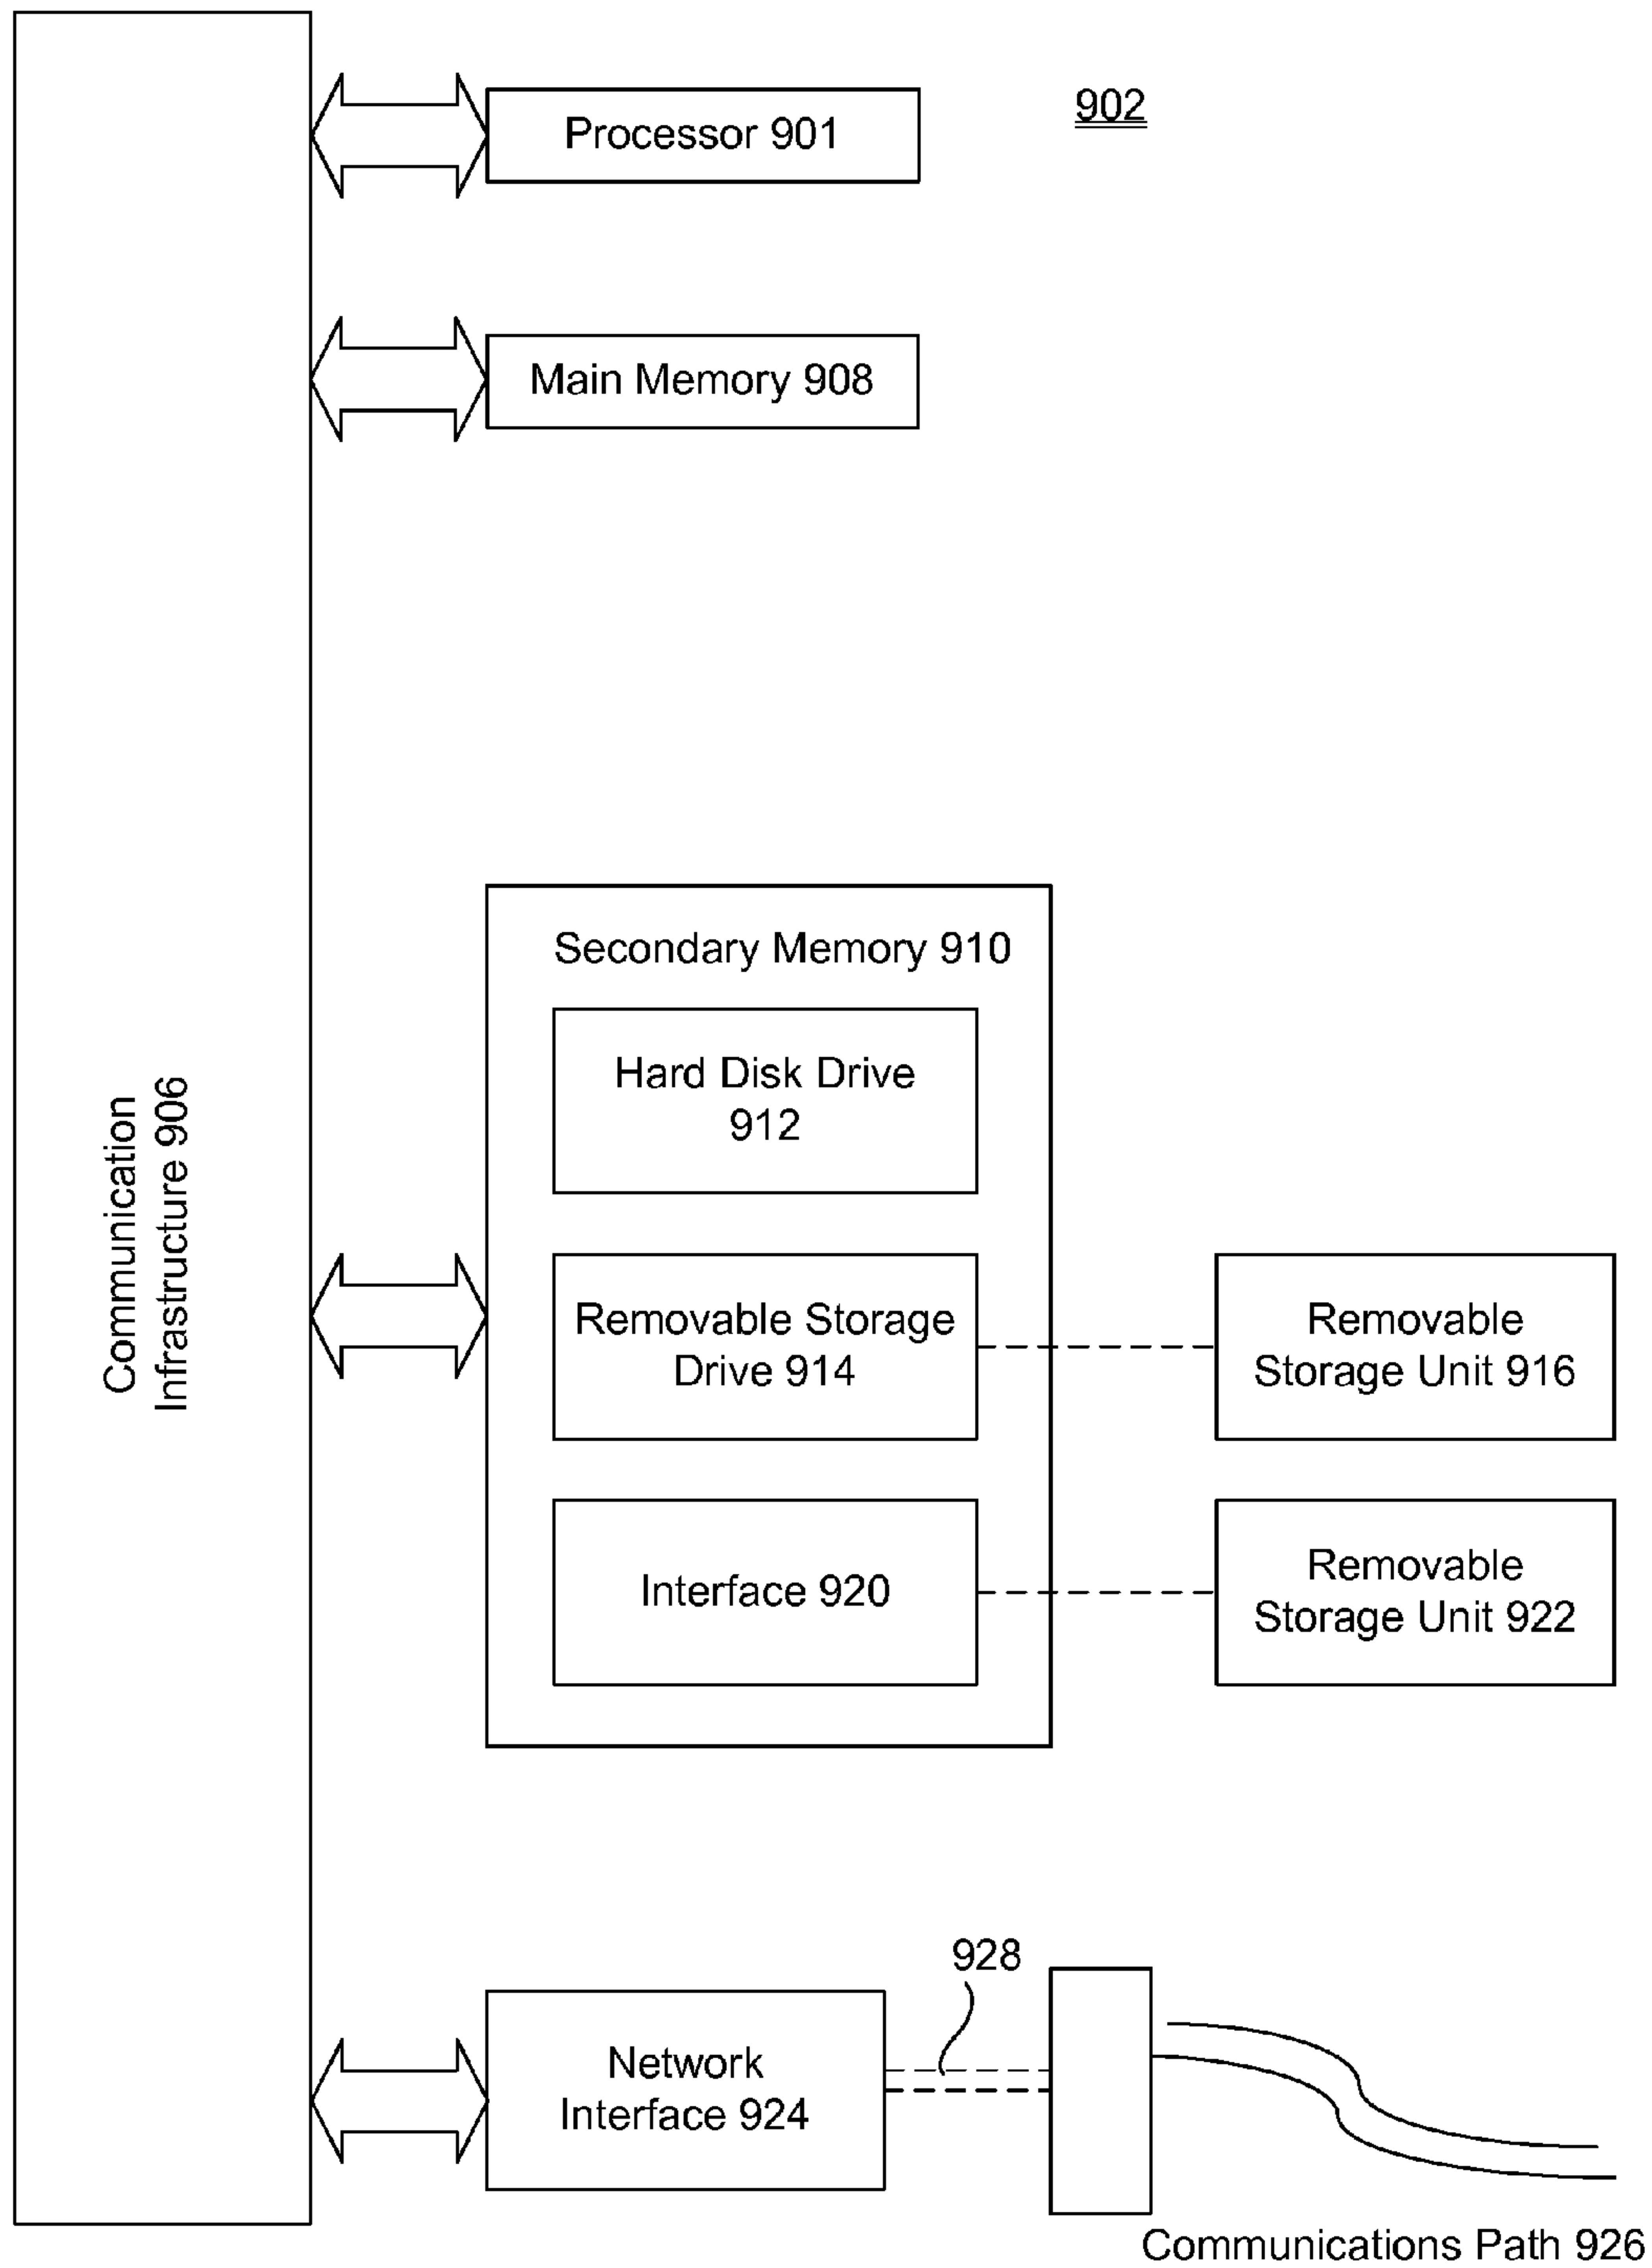 902
Processor 901
Main Memory 908
Communication
Infrastructure 906
Secondary Memory 910
Hard Disk Drive
912
Removable Storage
Drive 914
Removable
Storage Unit 916
Interface 920
Removable
Storage Unit 922
928
Network
Interface 924
Communications Path 926